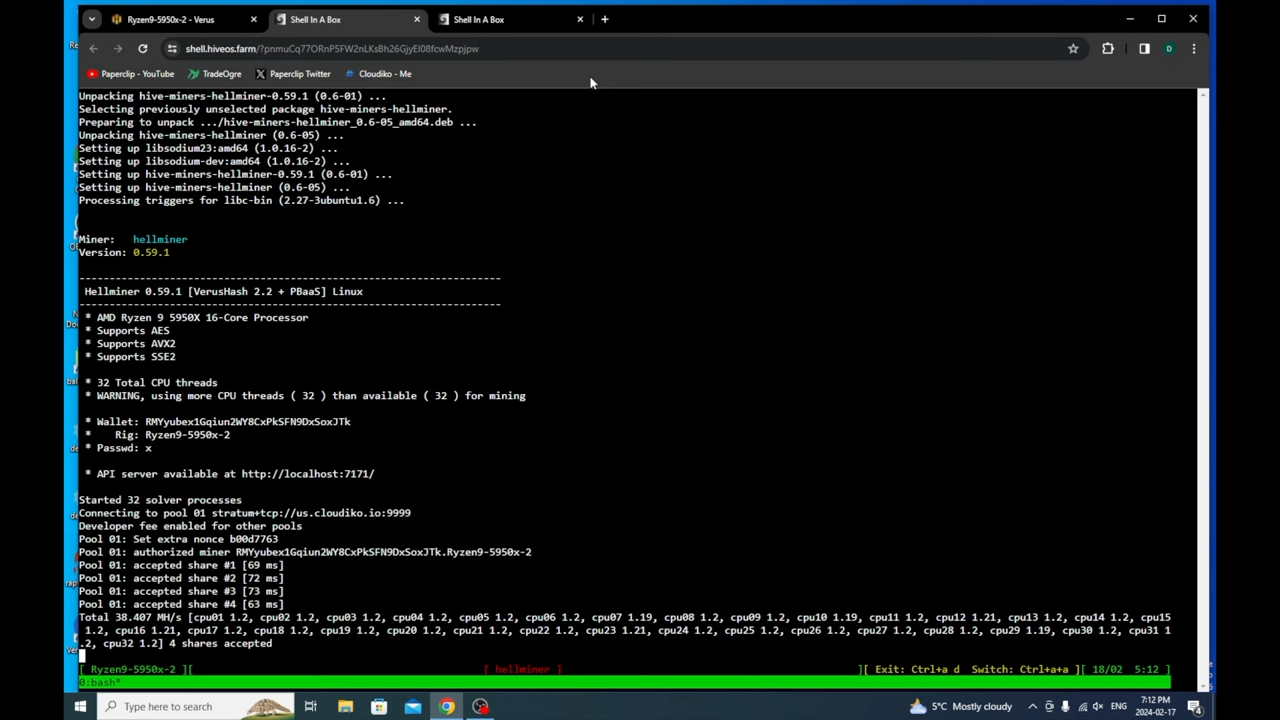 Ryzen9-5950x-2 - Verus
Shell In A Box
Shell In A Box
shell.hiveos.farm/?pnmuCq77ORnP5FW2nLKsBh26GjyEl08fcwMzpjpw
D
Paperclip - YouTube
TradeOgre
Paperclip Twitter
Cloudiko - Me
Unpacking hive-miners-hellminer-0.59.1 (0.6-01) ...
Selecting previously unselected package hive-miners-hellminer.
Preparing to unpack .../hive-miners-hellminer_0.6-05_amd64.deb ...
Unpacking hive-miners-hellminer (0.6-05) ...
Setting up libsodium23:amd64 (1.0.16-2) ...
Setting up libsodium-dev:amd64 (1.0.16-2) ...
Setting up hive-miners-hellminer-0.59.1 (0.6-01) ...
Setting up hive-miners-hellminer (0.6-05) ...
Processing triggers for libc-bin (2.27-3ubuntu1.6) ...
Miner: hellminer
Version: 0.59.1
--------------------------------------------------------------------
Hellminer 0.59.1 [VerusHash 2.2 + PBaaS] Linux
--------------------------------------------------------------------
* AMD Ryzen 9 5950X 16-Core Processor
* Supports AES
* Supports AVX2
* Supports SSE2
* 32 Total CPU threads
* WARNING, using more CPU threads ( 32 ) than available ( 32 ) for mining
* Wallet: RMYyubex1Gqiun2WY8CxPkSFN9DxSoxJTk
* Rig: Ryzen9-5950x-2
* Passwd: x
* API server available at http://localhost:7171/
Started 32 solver processes
Connecting to pool 01 stratum+tcp://us.cloudiko.io:9999
Developer fee enabled for other pools
Pool 01: Set extra nonce b00d7763
Pool 01: authorized miner RMYyubex1Gqiun2WY8CxPkSFN9DxSoxJTk.Ryzen9-5950x-2
Pool 01: accepted share #1 [69 ms]
Pool 01: accepted share #2 [72 ms]
Pool 01: accepted share #3 [73 ms]
Pool 01: accepted share #4 [63 ms]
Total 38.407 MH/s [cpu01 1.2, cpu02 1.2, cpu03 1.2, cpu04 1.2, cpu05 1.2, cpu06 1.2, cpu07 1.19, cpu08 1.2, cpu09 1.2, cpu10 1.19, cpu11 1.2, cpu12 1.21, cpu13 1.2, cpu14 1.2, cpu15
1.2, cpu16 1.21, cpu17 1.2, cpu18 1.2, cpu19 1.2, cpu20 1.2, cpu21 1.2, cpu22 1.2, cpu23 1.21, cpu24 1.2, cpu25 1.2, cpu26 1.2, cpu27 1.2, cpu28 1.2, cpu29 1.19, cpu30 1.2, cpu31 1
.2, cpu32 1.2] 4 shares accepted
[ Ryzen9-5950x-2 ][ [ hellminer ] ][ Exit: Ctrl+a d Switch: Ctrl+a+a ][ 18/02 5:12 ]
0:bash*
Type here to search
5°C Mostly cloudy
ENG
7:12 PM
2024-02-17
4